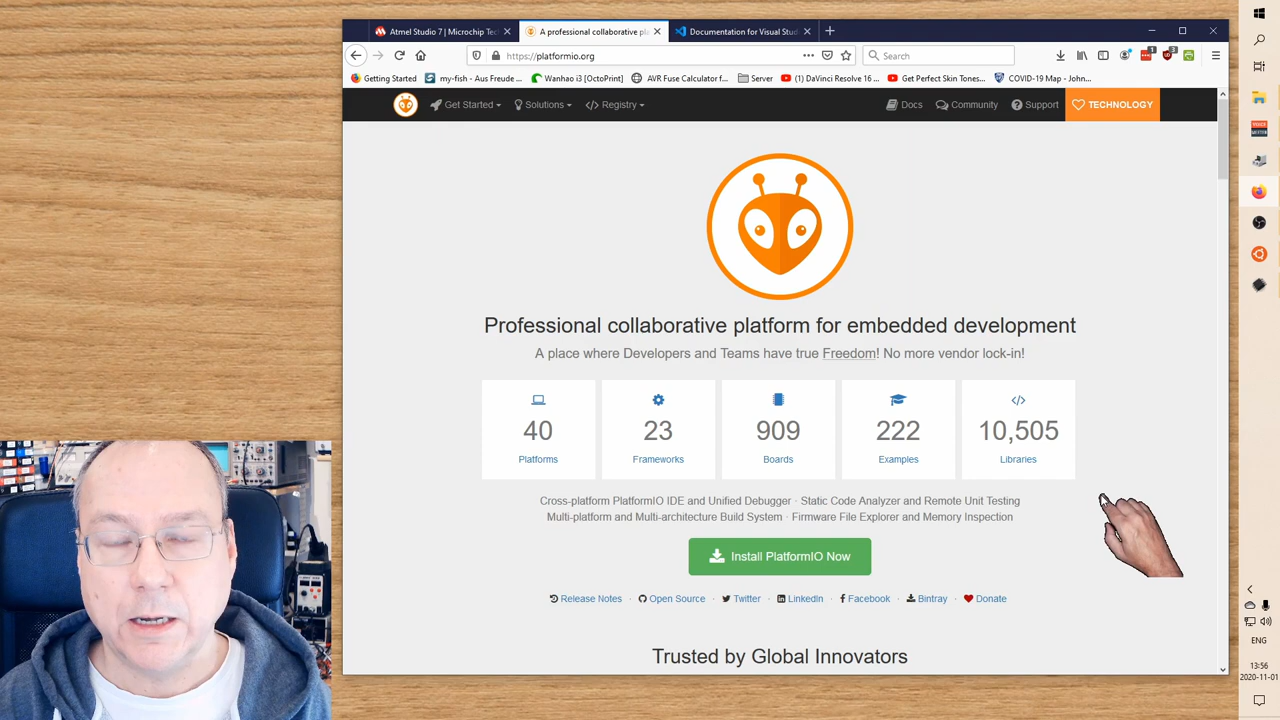 Atmel Studio 7 | Microchip Tec
A professional collaborative pla
Documentation for Visual Stud
https://platformio.org
Search
1
3
Getting Started
my-fish - Aus Freude ...
Wanhao i3 [OctoPrint]
AVR Fuse Calculator f...
Server
(1) DaVinci Resolve 16 ...
Get Perfect Skin Tones...
COVID-19 Map - John...
Get Started
Solutions
Registry
Docs
Community
Support
TECHNOLOGY
Professional collaborative platform for embedded development
A place where Developers and Teams have true Freedom! No more vendor lock-in!
40
Platforms
23
Frameworks
909
Boards
222
Examples
10,505
Libraries
Cross-platform PlatformIO IDE and Unified Debugger · Static Code Analyzer and Remote Unit Testing
Multi-platform and Multi-architecture Build System · Firmware File Explorer and Memory Inspection
Install PlatformIO Now
Release Notes · Open Source · Twitter · LinkedIn · Facebook · Bintray · Donate
Trusted by Global Innovators
ENG
13:56
2020-11-01